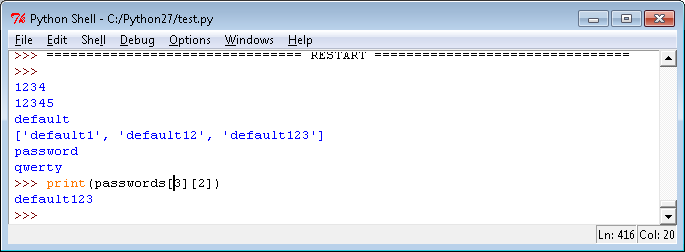 Python Shell - C:/Python27/test.py
File Edit Shell Debug Options Windows Help
>>> ================================ RESTART ================================
>>>
1234
12345
default
['default1', 'default12', 'default123']
password
qwerty
>>> print(passwords[3][2])
default123
>>>
Ln: 416 Col: 20